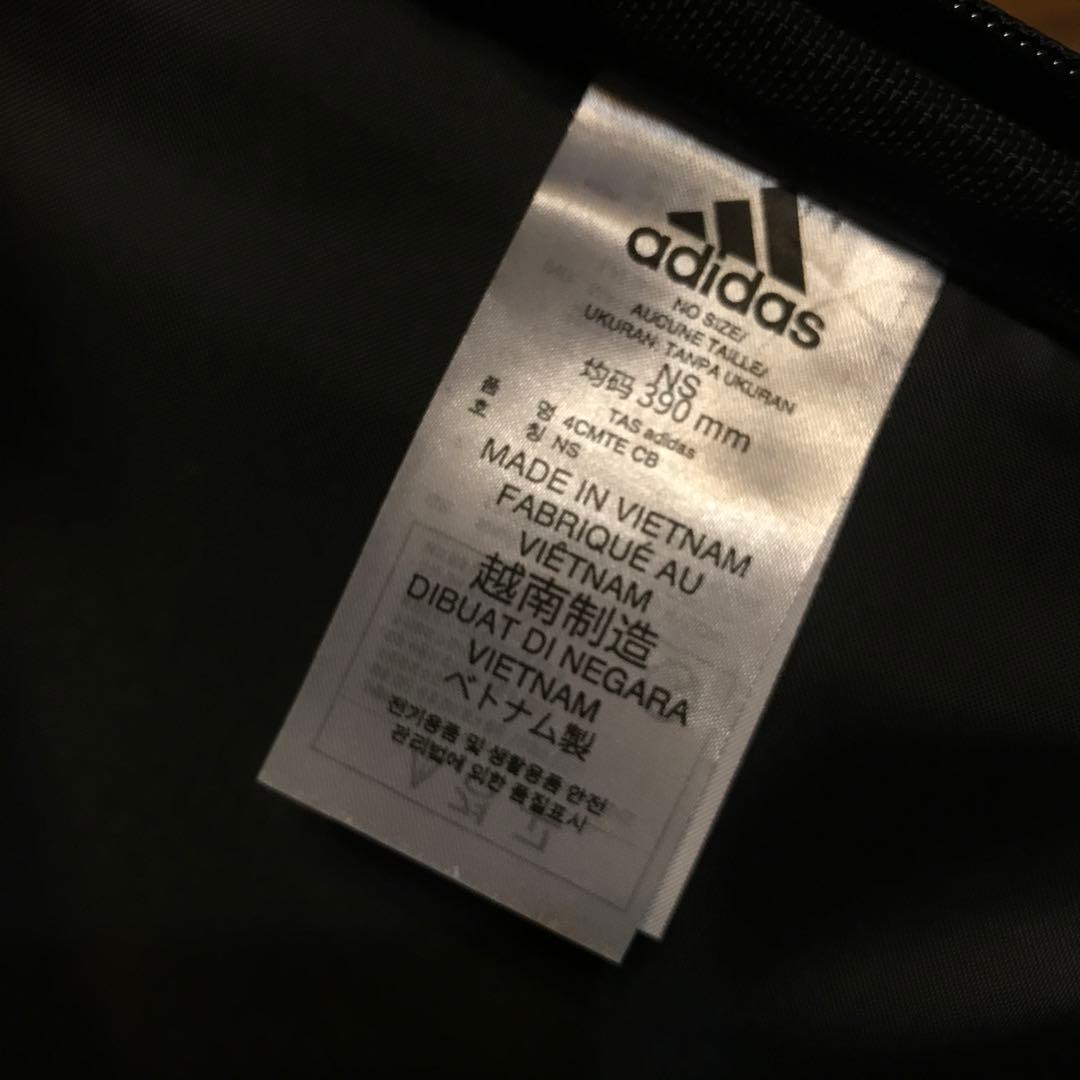 adidas
NO SIZE/
AUCUNE TAILLE/
UKURAN: TANPA UKURAN
NS
均码 390 mm
TAS adidas
품 명 4CMTE CB
호 칭 NS
MADE IN VIETNAM
FABRIQUÉ AU
VIÊTNAM
越南制造
DIBUAT DI NEGARA
VIETNAM
ベトナム製
전기용품 및 생활용품 안전
관리법에 의한 품질표시